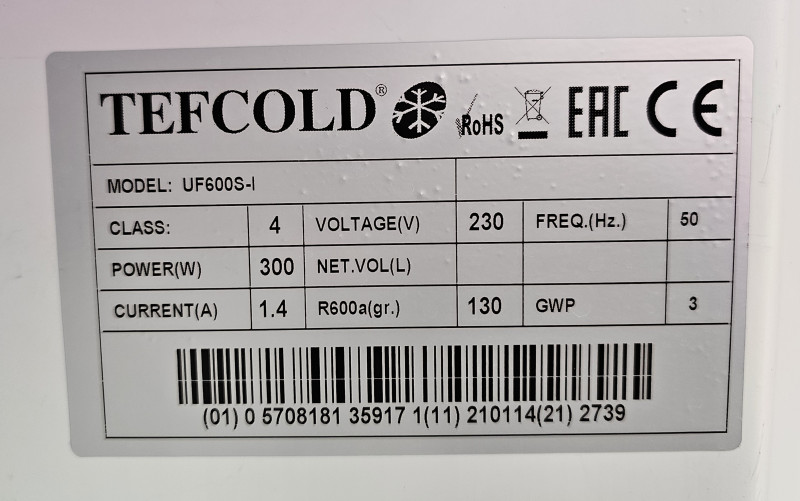 TEFCOLD® RoHS EAC CE
MODEL: UF600S-I
CLASS: 4 VOLTAGE(V) 230 FREQ.(Hz.) 50
POWER(W) 300 NET.VOL(L)
CURRENT(A) 1.4 R600a(gr.) 130 GWP 3
(01) 0 5708181 35917 1(11) 210114(21) 2739